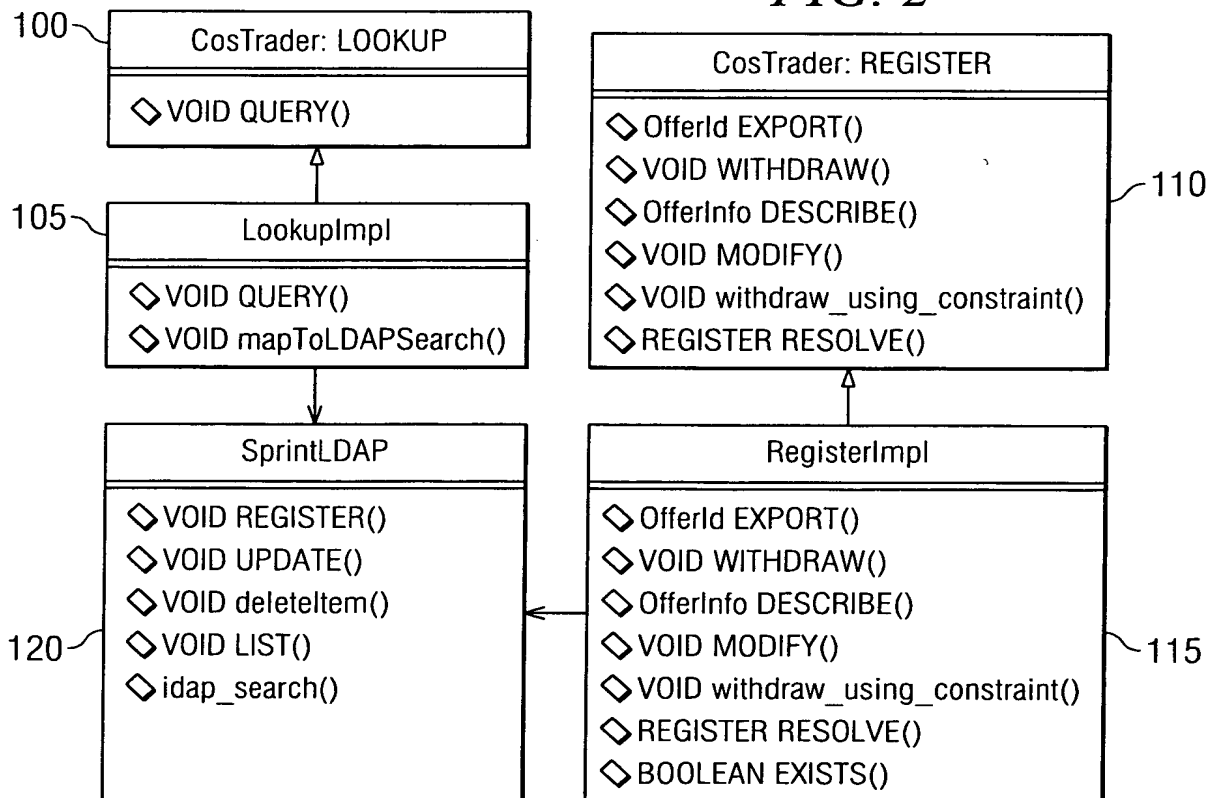 FIG. 2
100
CosTrader: LOOKUP
VOID QUERY()
105
LookupImpl
VOID QUERY()
VOID mapToLDAPSearch()
CosTrader: REGISTER
OfferId EXPORT()
VOID WITHDRAW()
OfferInfo DESCRIBE()
VOID MODIFY()
VOID withdraw_using_constraint()
REGISTER RESOLVE()
110
SprintLDAP
VOID REGISTER()
VOID UPDATE()
VOID deleteItem()
VOID LIST()
idap_search()
120
RegisterImpl
OfferId EXPORT()
VOID WITHDRAW()
OfferInfo DESCRIBE()
VOID MODIFY()
VOID withdraw_using_constraint()
REGISTER RESOLVE()
BOOLEAN EXISTS()
115